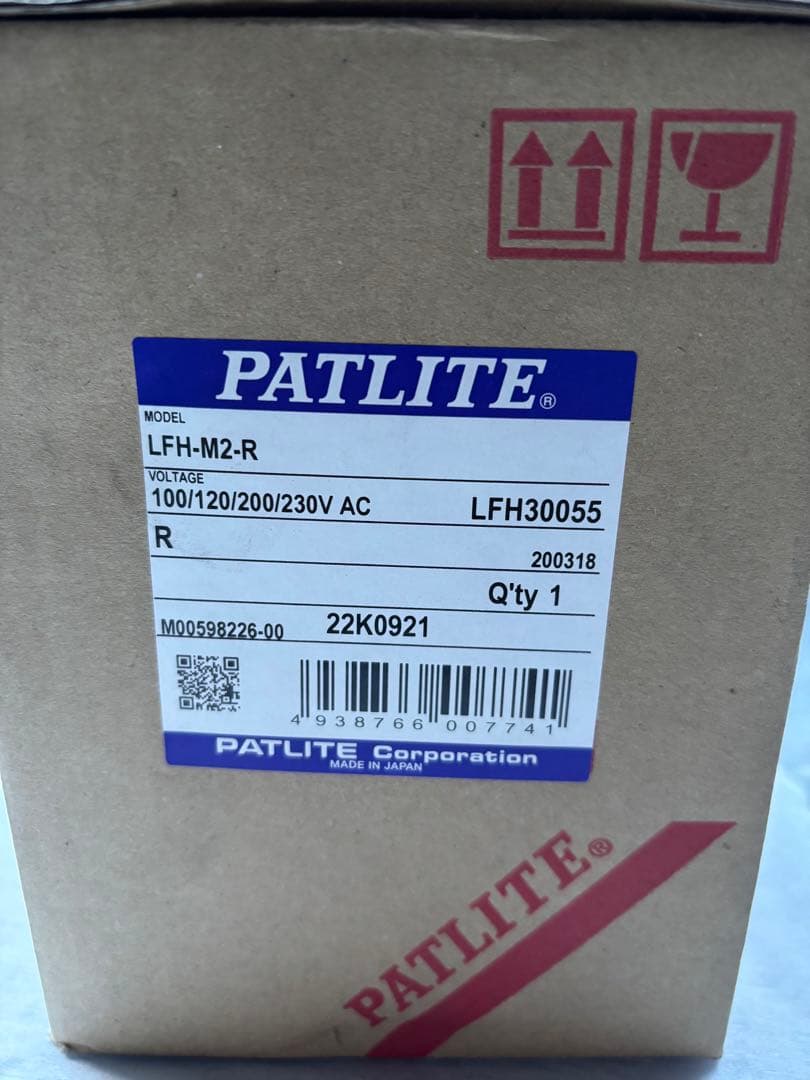 PATLITE®
MODEL
LFH-M2-R
VOLTAGE
100/120/200/230V AC LFH30055
R
200318
Q'ty 1
M00598226-00 22K0921
4 938766 007741
PATLITE Corporation
MADE IN JAPAN
PATLITE®